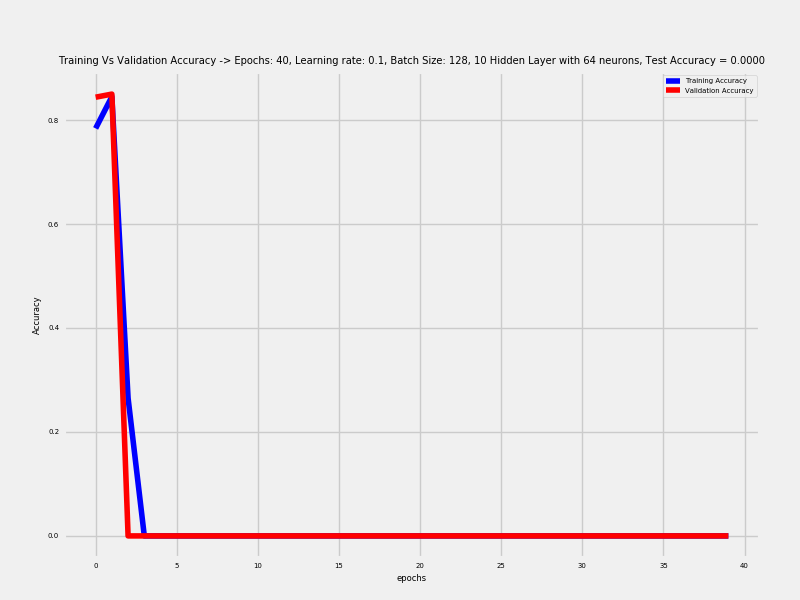 Training Vs Validation Accuracy -> Epochs: 40, Learning rate: 0.1, Batch Size: 128, 10 Hidden Layer with 64 neurons, Test Accuracy = 0.0000
Training Accuracy
Validation Accuracy
0.8
0.6
0.4
0.2
0.0
Accuracy
0 5 10 15 20 25 30 35 40
epochs